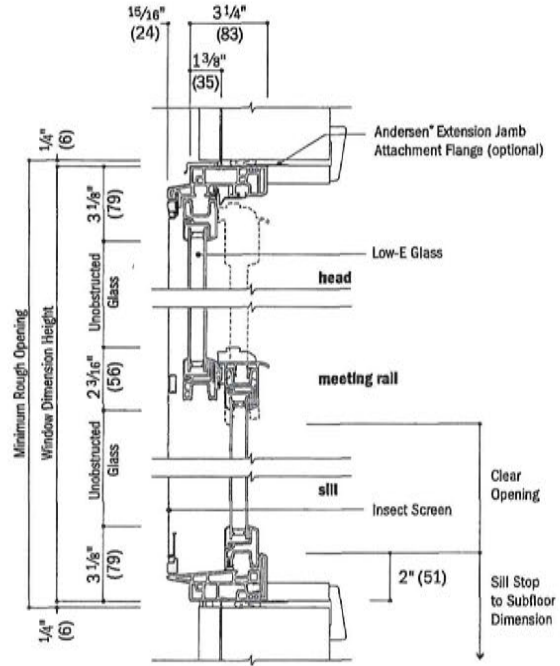 15/16"
(24)
3 1/4"
(83)
1 3/8"
(35)
1/4"
(6)
Andersen® Extension Jamb
Attachment Flange (optional)
3 1/8"
(79)
Low-E Glass
Unobstructed
Glass
head
Minimum Rough Opening
Window Dimension Height
2 3/16"
(56)
meeting rail
Unobstructed
Glass
Clear
Opening
sill
Insect Screen
3 1/8"
(79)
2" (51)
Sill Stop
to Subfloor
Dimension
1/4"
(6)